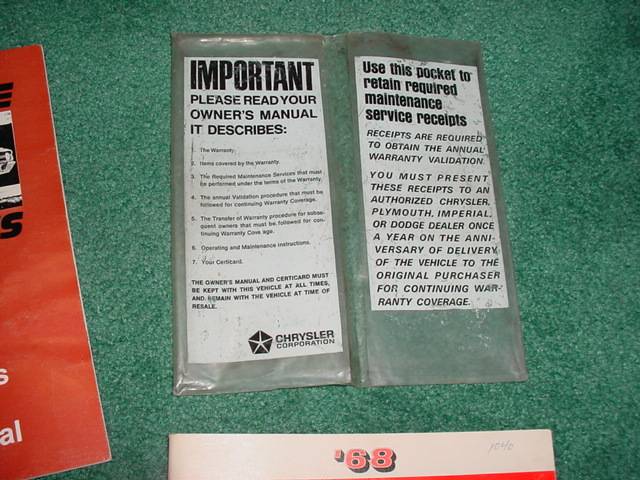 IMPORTANT
PLEASE READ YOUR
OWNER'S MANUAL
IT DESCRIBES:
1. The Warranty.
2. Items covered by the Warranty.
3. The Required Maintenance Services that must
be performed under the terms of the Warranty.
4. The annual Validation procedure that must be
followed for continuing Warranty Coverage.
5. The Transfer of Warranty procedure for subse-
quent owners that must be followed for con-
tinuing Warranty Cove age.
6. Operating and Maintenance instructions.
7. Your Certicard.
THE OWNER'S MANUAL AND CERTICARD MUST
BE KEPT WITH THIS VEHICLE AT ALL TIMES,
AND REMAIN WITH THE VEHICLE AT TIME OF
RESALE.
CHRYSLER
CORPORATION
Use this pocket to
retain required
maintenance
service receipts
RECEIPTS ARE REQUIRED
TO OBTAIN THE ANNUAL
WARRANTY VALIDATION.
YOU MUST PRESENT
THESE RECEIPTS TO AN
AUTHORIZED CHRYSLER,
PLYMOUTH, IMPERIAL,
OR DODGE DEALER ONCE
A YEAR ON THE ANNI-
VERSARY OF DELIVERY
OF THE VEHICLE TO THE
ORIGINAL PURCHASER
FOR CONTINUING WAR-
RANTY COVERAGE.
E
S
s
al
'68